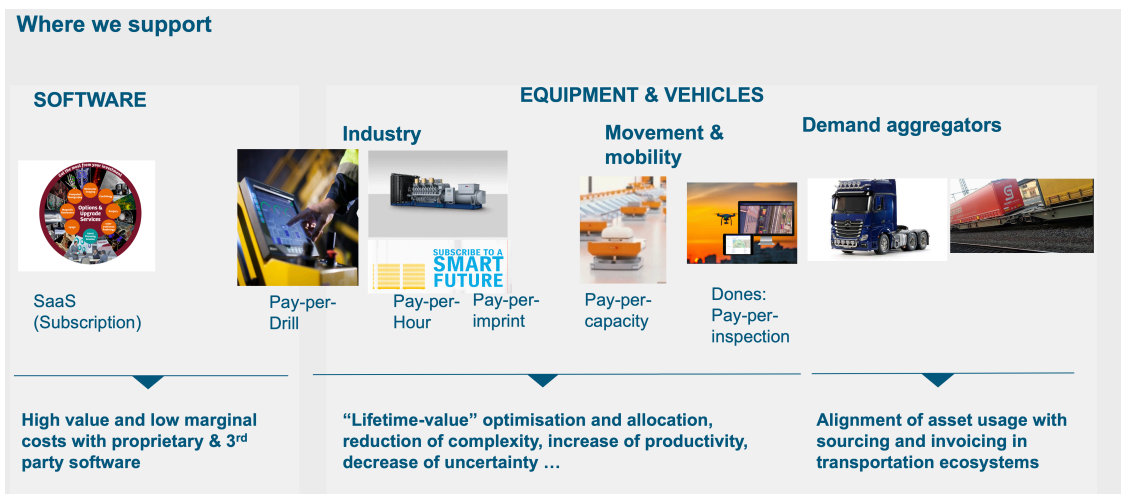 Where we support
SOFTWARE
EQUIPMENT & VEHICLES
Industry
Movement &
mobility
Demand aggregators
Options &
Upgrade
Services
SUBSCRIBE TO A
SMART
FUTURE
SaaS
(Subscription)
Pay-per-
Drill
Pay-per-
Hour
Pay-per-
imprint
Pay-per-
capacity
Dones:
Pay-per-
inspection
High value and low marginal
costs with proprietary & 3rd
party software
“Lifetime-value” optimisation and allocation,
reduction of complexity, increase of productivity,
decrease of uncertainty …
Alignment of asset usage with
sourcing and invoicing in
transportation ecosystems